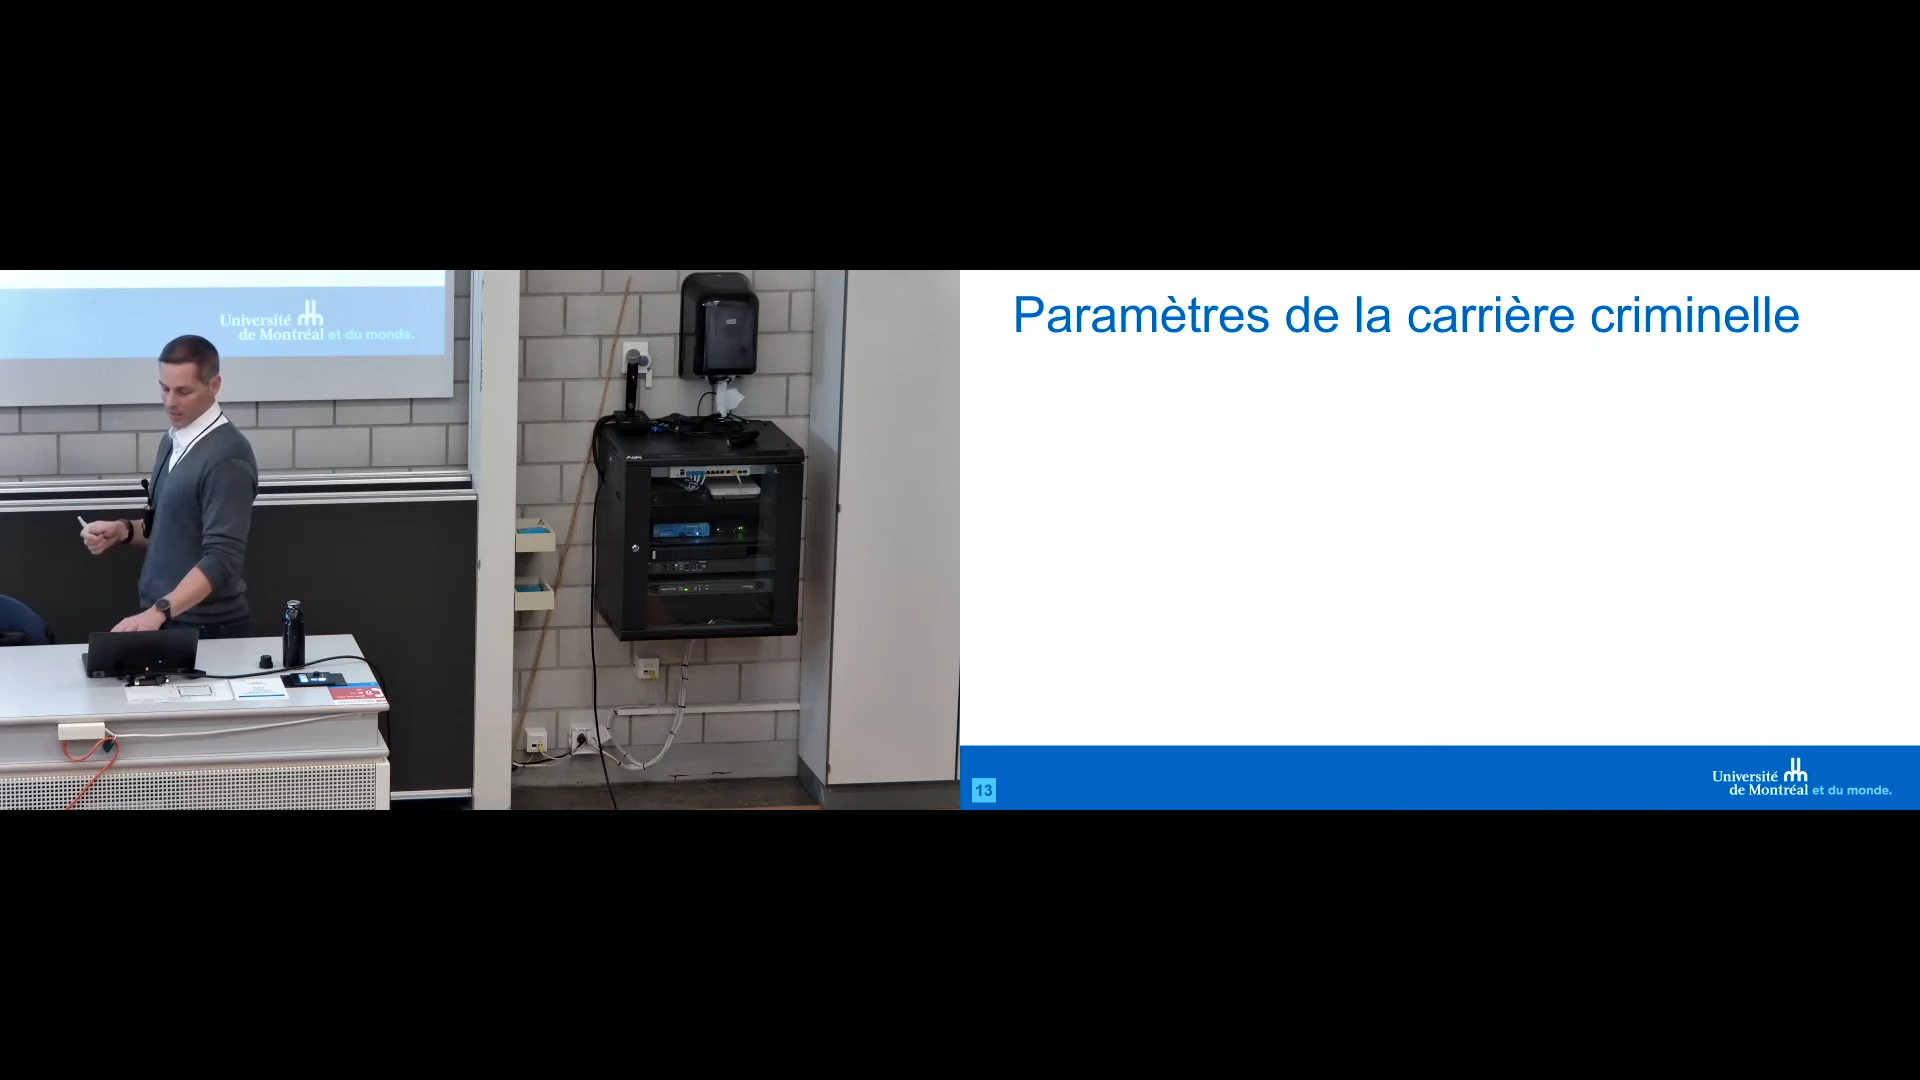 Université
de Montréal et du monde.
Paramètres de la carrière criminelle
13
Université
de Montréal et du monde.